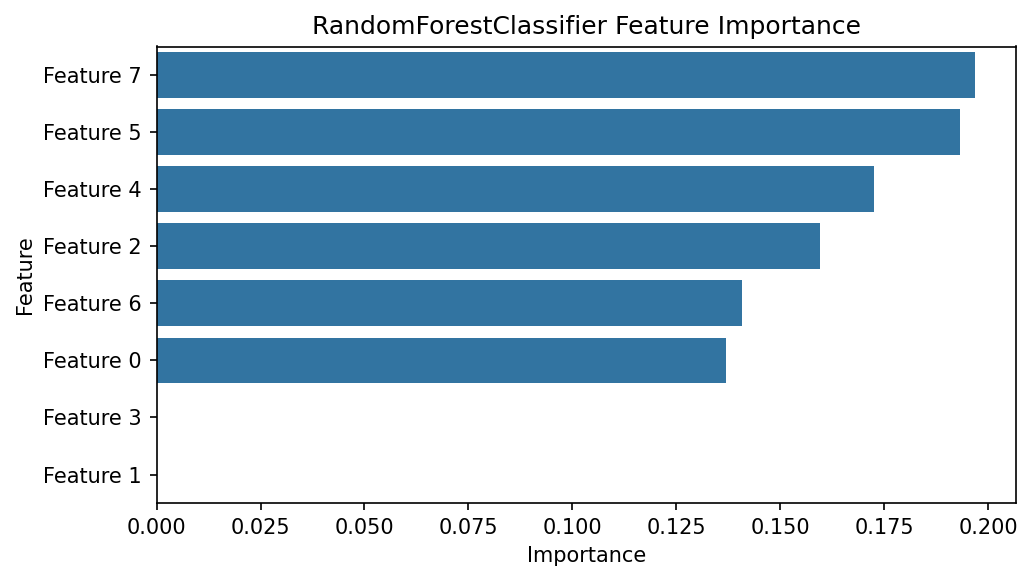 RandomForestClassifier Feature Importance
Feature 7
Feature 5
Feature 4
Feature 2
Feature 6
Feature 0
Feature 3
Feature 1
Feature
0.000 0.025 0.050 0.075 0.100 0.125 0.150 0.175 0.200
Importance